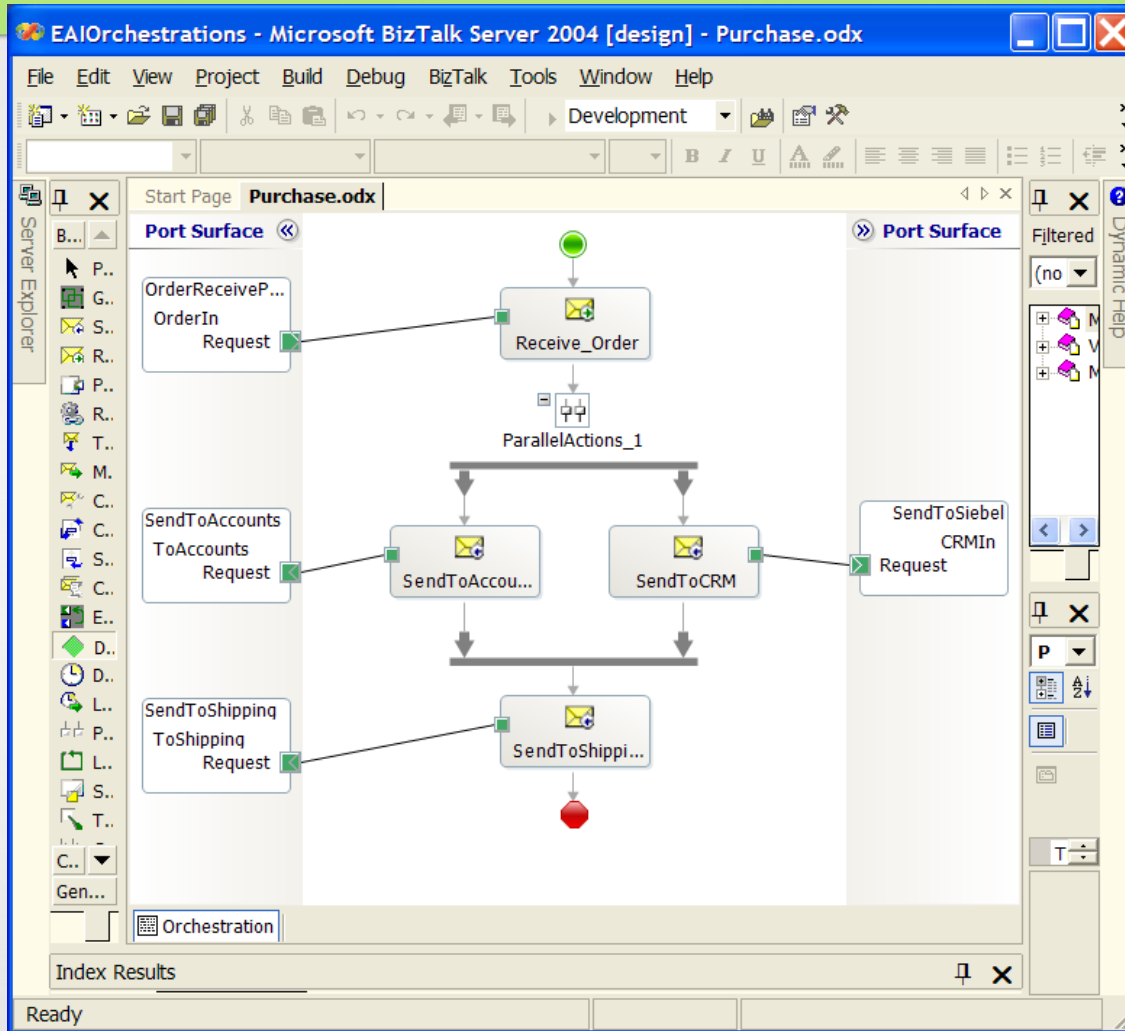 EAIOrchestrations - Microsoft BizTalk Server 2004 [design] - Purchase.odx
File Edit View Project Build Debug BizTalk Tools Window Help
Development
B I U
Server Explorer
Start Page Purchase.odx
Dynamic Help
B...
P..
G..
S..
R..
P..
R..
T..
M.
C..
C..
S..
C..
E..
D..
D..
L..
P..
L..
S..
T..
C..
Gen...
Port Surface
OrderReceiveP...
OrderIn
Request
Receive_Order
ParallelActions_1
SendToAccounts
ToAccounts
Request
SendToAccou...
SendToCRM
SendToShipping
ToShipping
Request
SendToShippi...
Port Surface
SendToSiebel
CRMIn
Request
Filtered
(no
M
V
M
P
T
Orchestration
Index Results
Ready